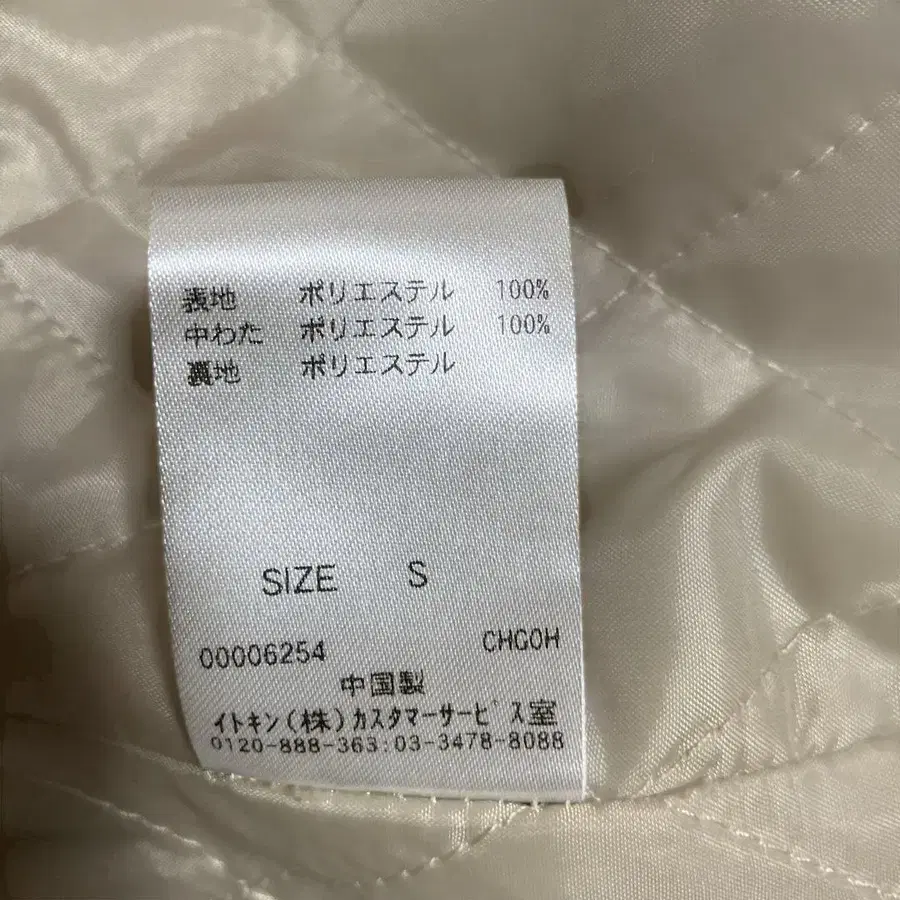 表地 ポリエステル 100%
中わた ポリエステル 100%
裏地 ポリエステル
SIZE S
00006254 CHGOH
中国製
イトキン(株)カスタマーサービス室
0120-888-363:03-3478-8088